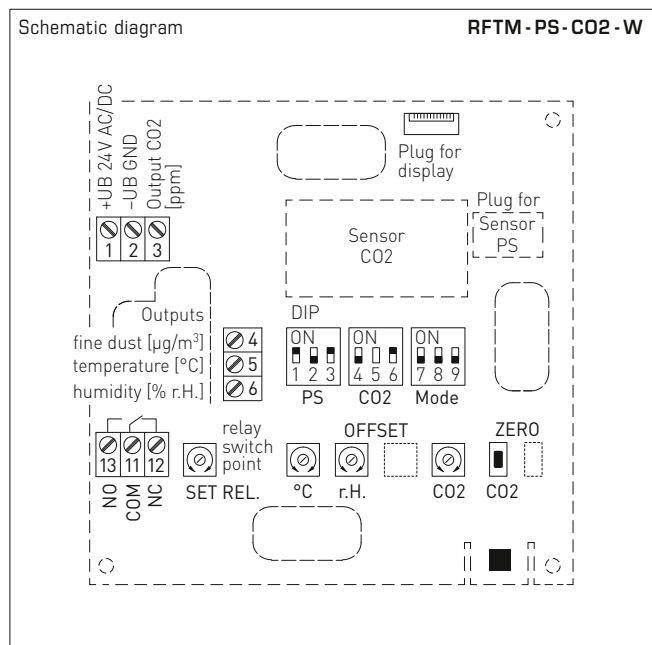 Schematic diagram
RFTM-PS-CO2-W
+UB 24V AC/DC
–UB GND
Output CO2
[ppm]
1 2 3
Plug for
display
Plug for
Sensor
PS
Sensor
CO2
Outputs
fine dust [µg/m³]
temperature [°C]
humidity [% r.H.]
4
5
6
DIP
ON
1 2 3
PS
ON
4 5 6
CO2
ON
7 8 9
Mode
13 11 12
NO
COM
NC
relay
switch
point
SET REL.
OFFSET
°C
r.H.
CO2
ZERO
CO2